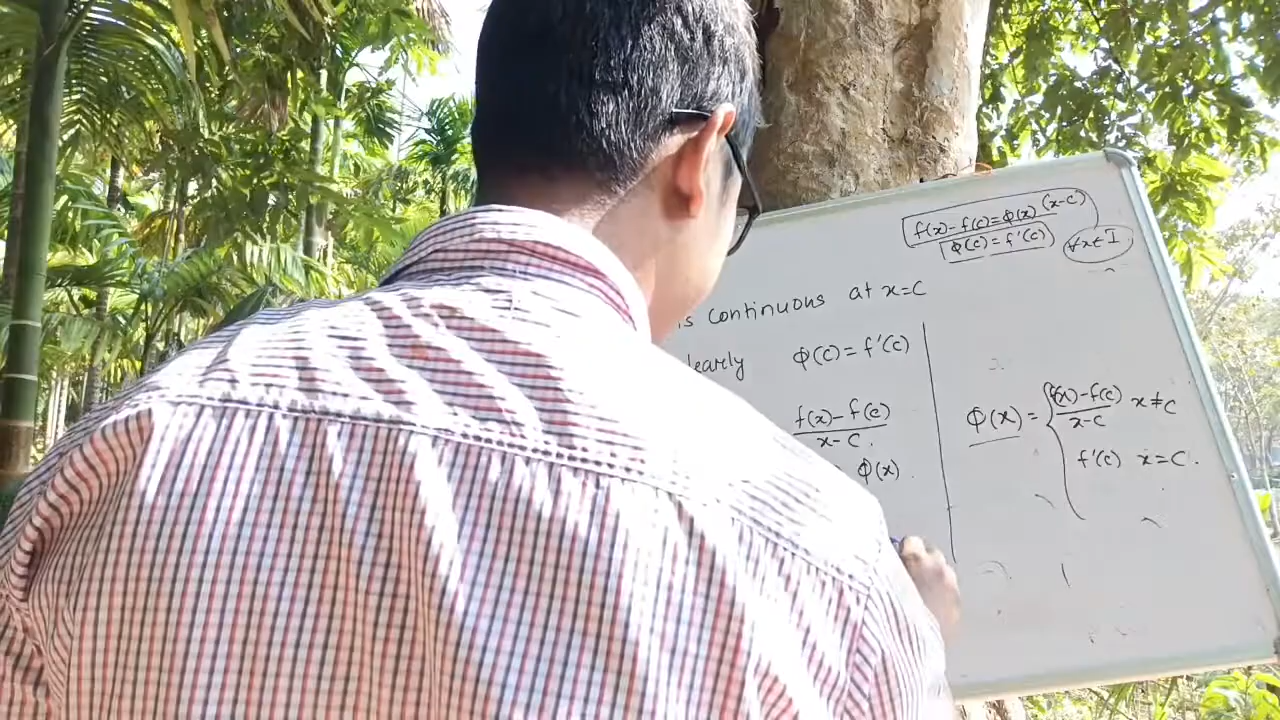 f(x)-f(c)=Φ(x)(x-c)
Φ(c)=f'(c) ∀x∈I
is continuous at x=c
learly Φ(c)=f'(c)
f(x)-f(c)
x-c.
Φ(x).
Φ(x)={f(x)-f(c) x≠c
x-c
f'(c) x=c.